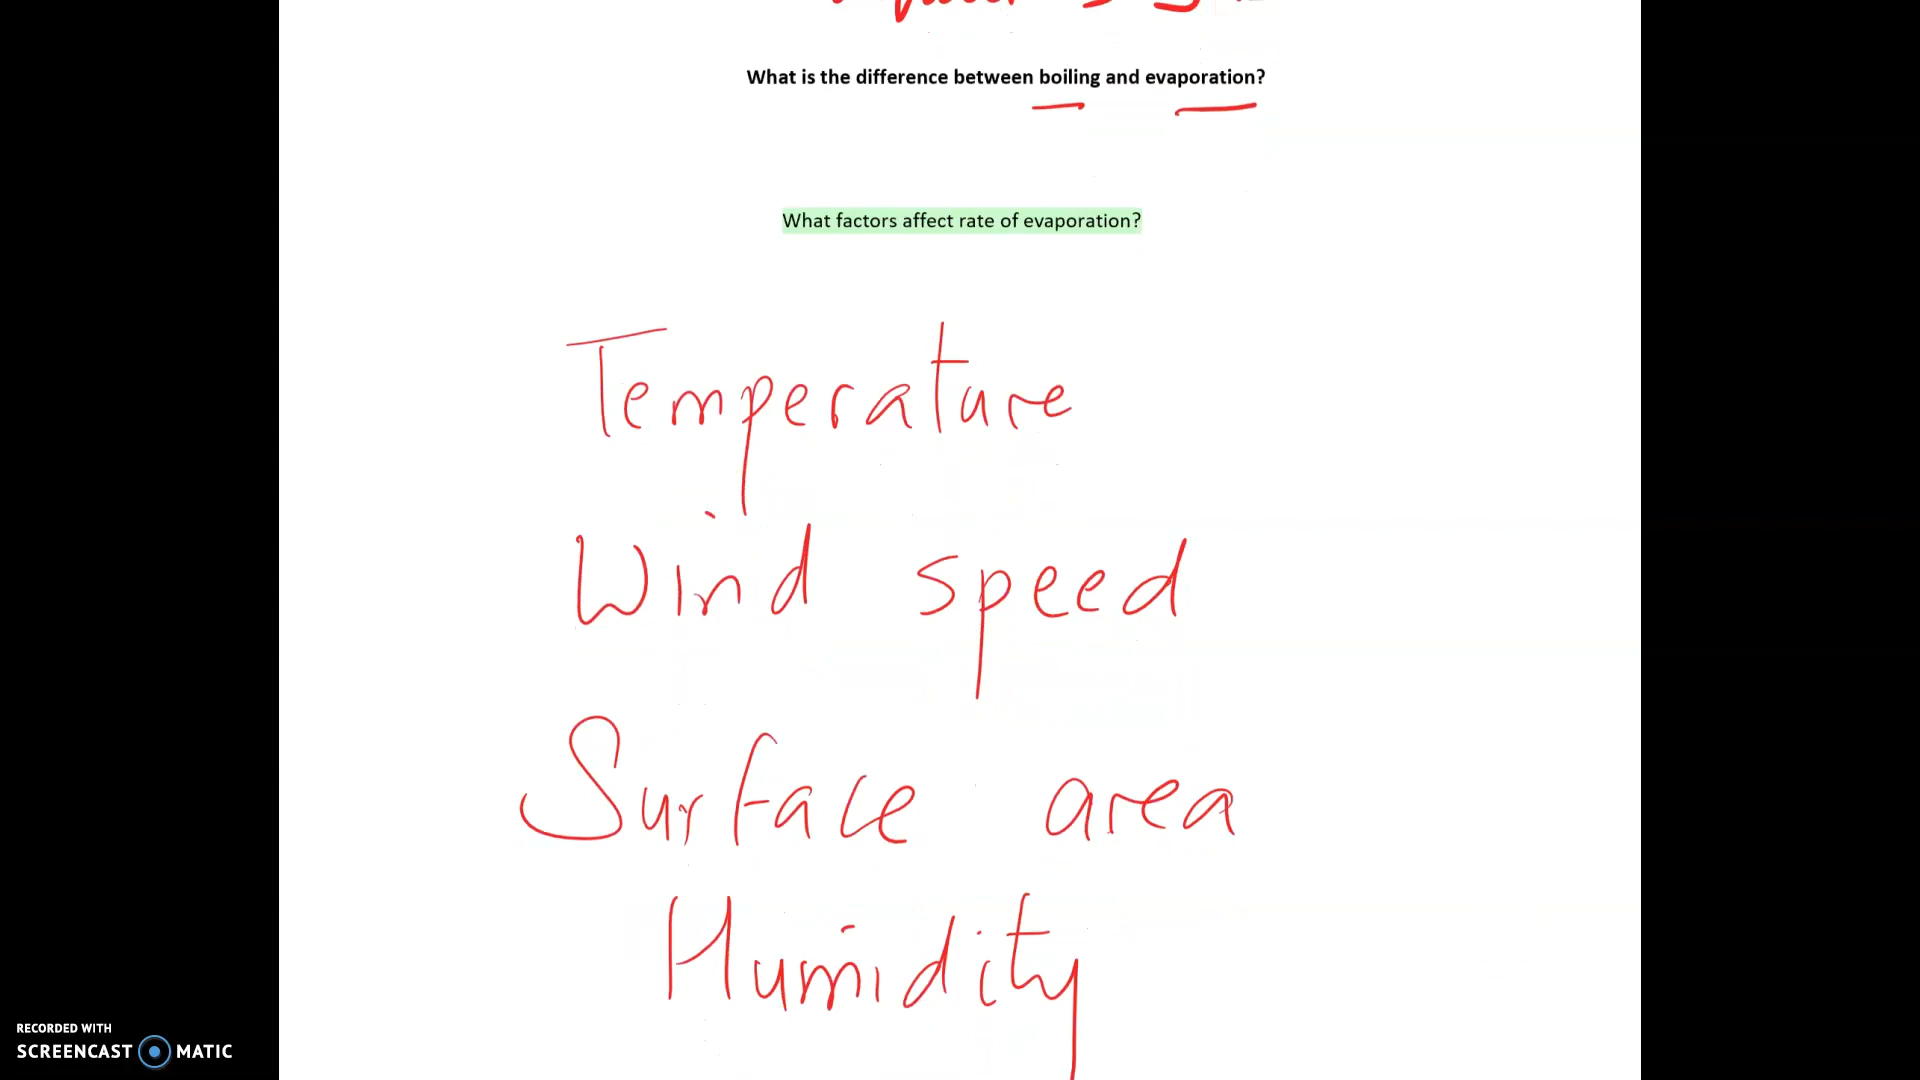 What is the difference between boiling and evaporation?
What factors affect rate of evaporation?
Temperature
Wind speed
Surface area
Humidity
RECORDED WITH
SCREENCAST MATIC